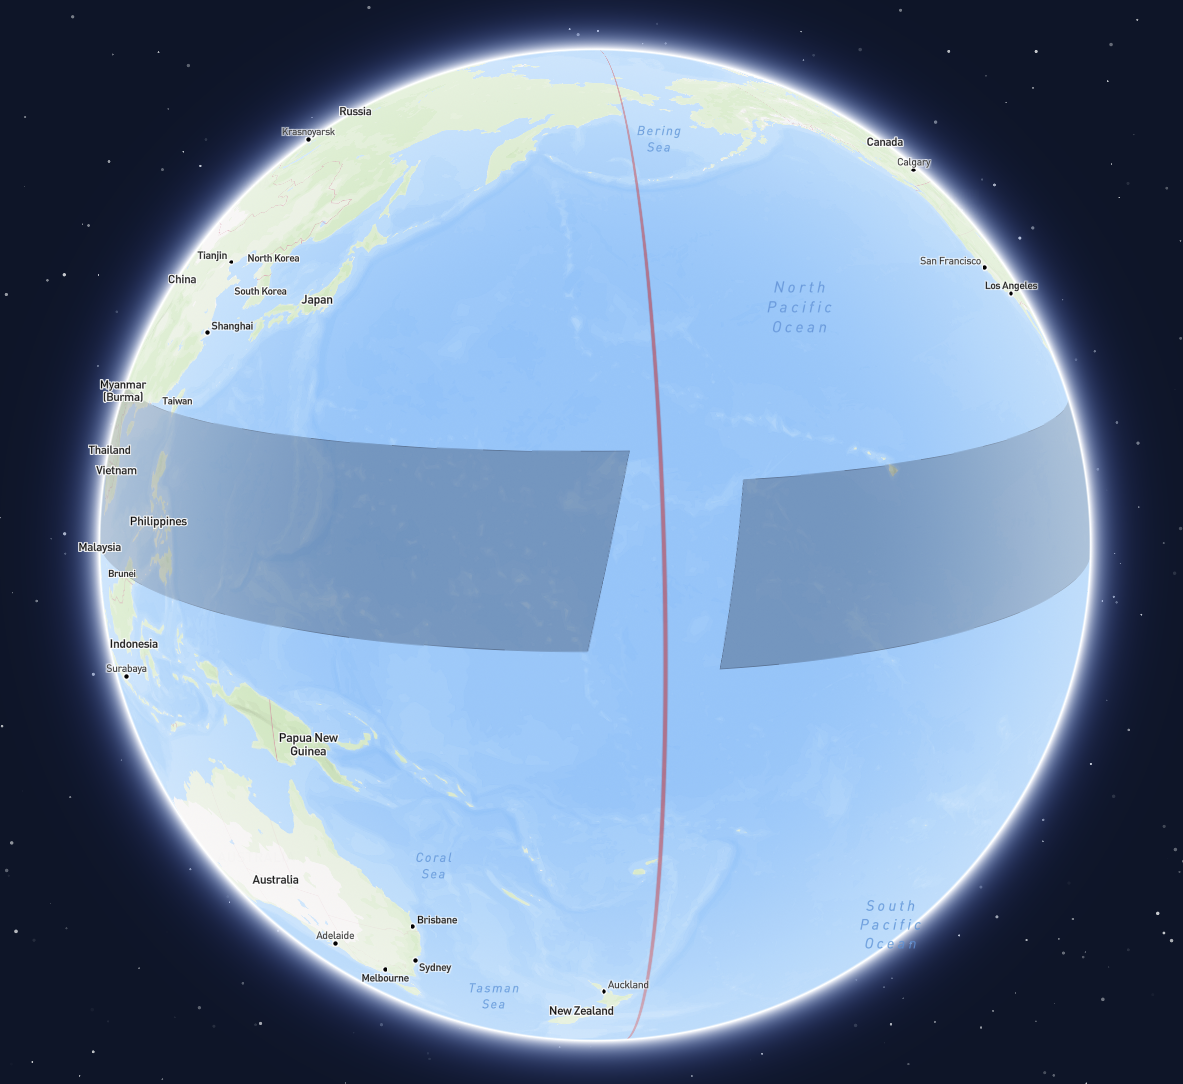 Russia
Krasnoyarsk
Bering
Sea
Canada
Calgary
Tianjin
North Korea
San Francisco
China
South Korea
Japan
Los Angeles
North
Pacific
Ocean
Shanghai
Myanmar
(Burma)
Taiwan
Thailand
Vietnam
Philippines
Malaysia
Brunei
Indonesia
Surabaya
Papua New
Guinea
Coral
Sea
Australia
South
Pacific
Ocean
Brisbane
Adelaide
Sydney
Melbourne
Tasman
Sea
Auckland
New Zealand